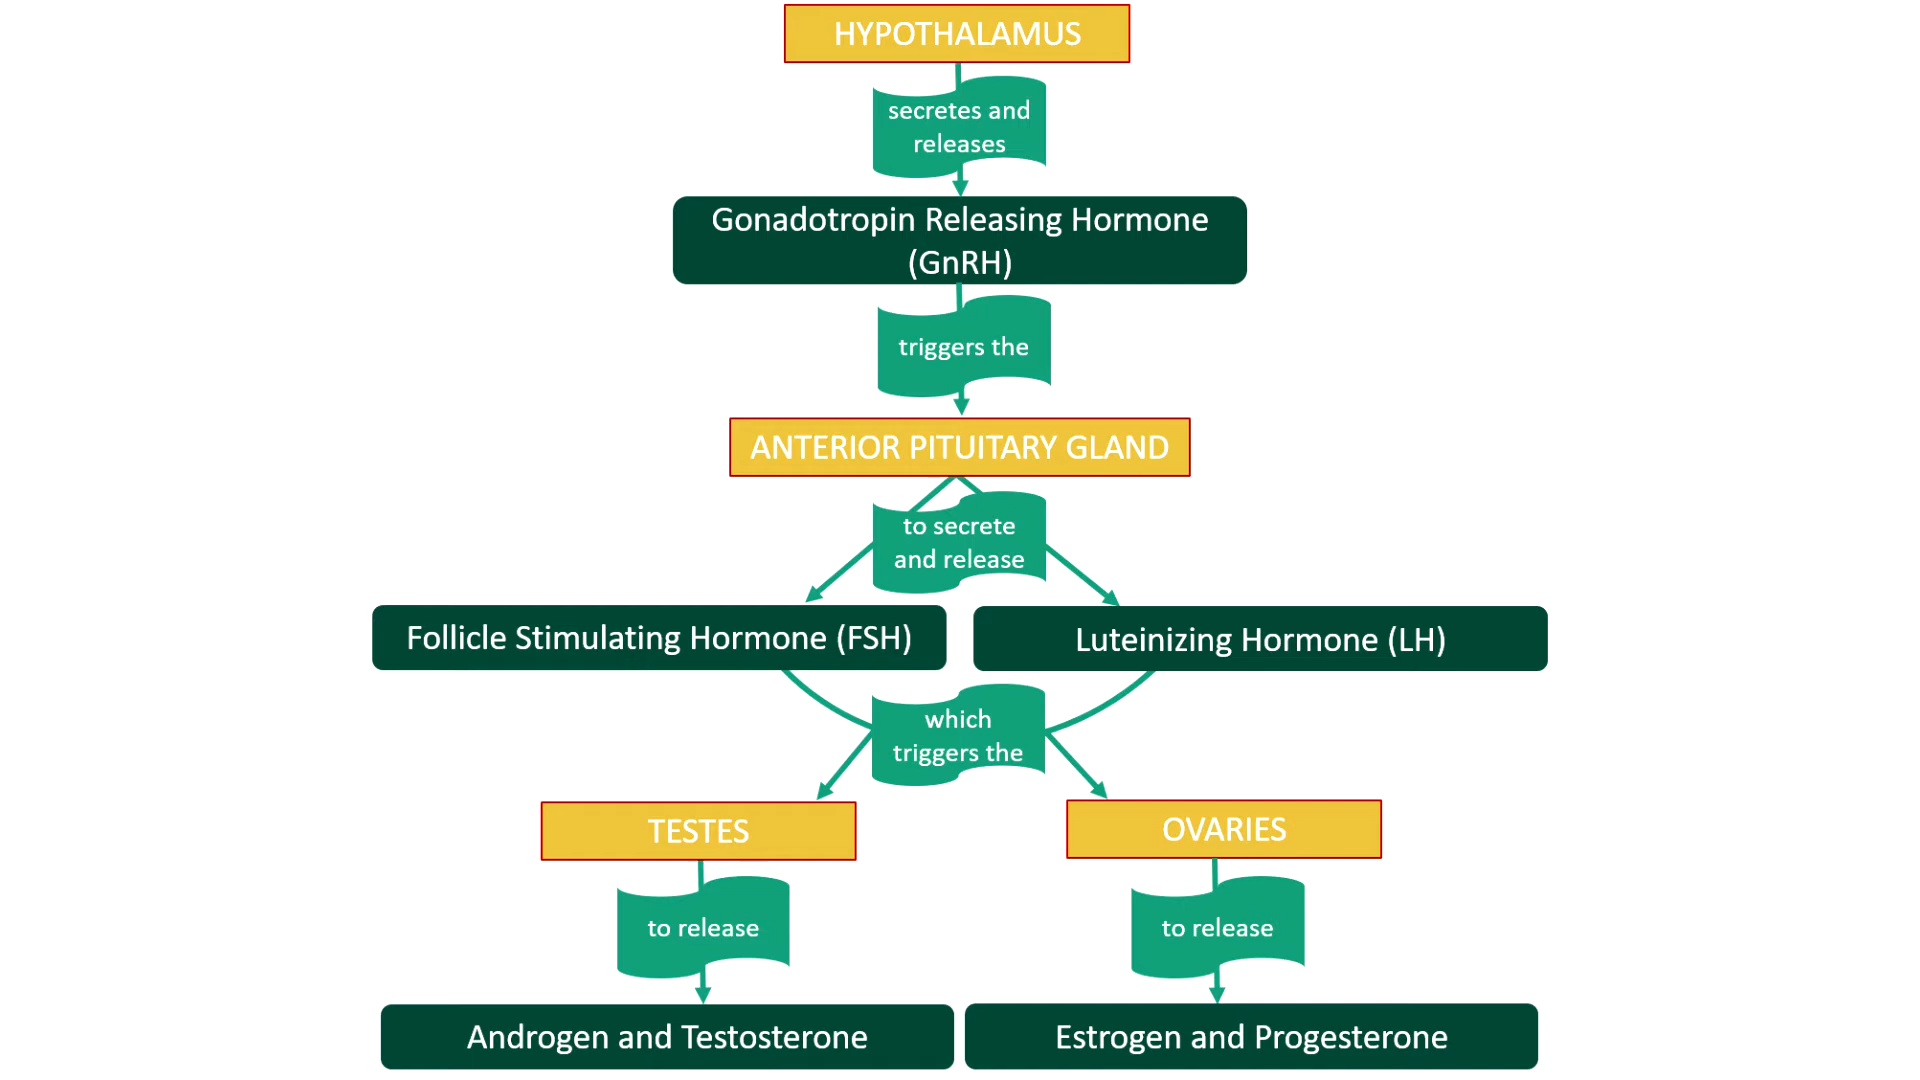 HYPOTHALAMUS
secretes and
releases
Gonadotropin Releasing Hormone
(GnRH)
triggers the
ANTERIOR PITUITARY GLAND
to secrete
and release
Follicle Stimulating Hormone (FSH)
Luteinizing Hormone (LH)
which
triggers the
TESTES
OVARIES
to release
to release
Androgen and Testosterone
Estrogen and Progesterone